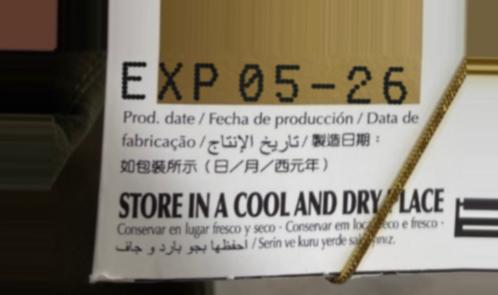 EXP 05-26
Prod. date / Fecha de producción / Data de
fabricação / تاريخ الإنتاج / 製造日期：
如包裝所示（日／月／西元年）
STORE IN A COOL AND DRY PLACE
Conservar en lugar fresco y seco · Conservar em local seco e fresco ·
احفظها بجو بارد و جاف / Serin ve kuru yerde saklayınız.